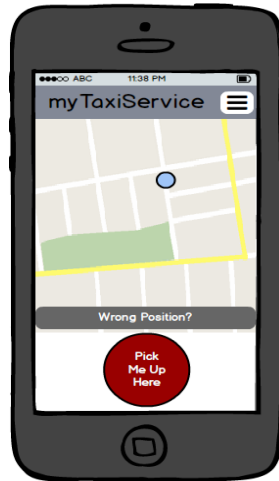 ABC 11:38 PM
myTaxiService
Wrong Position?
Pick
Me Up
Here